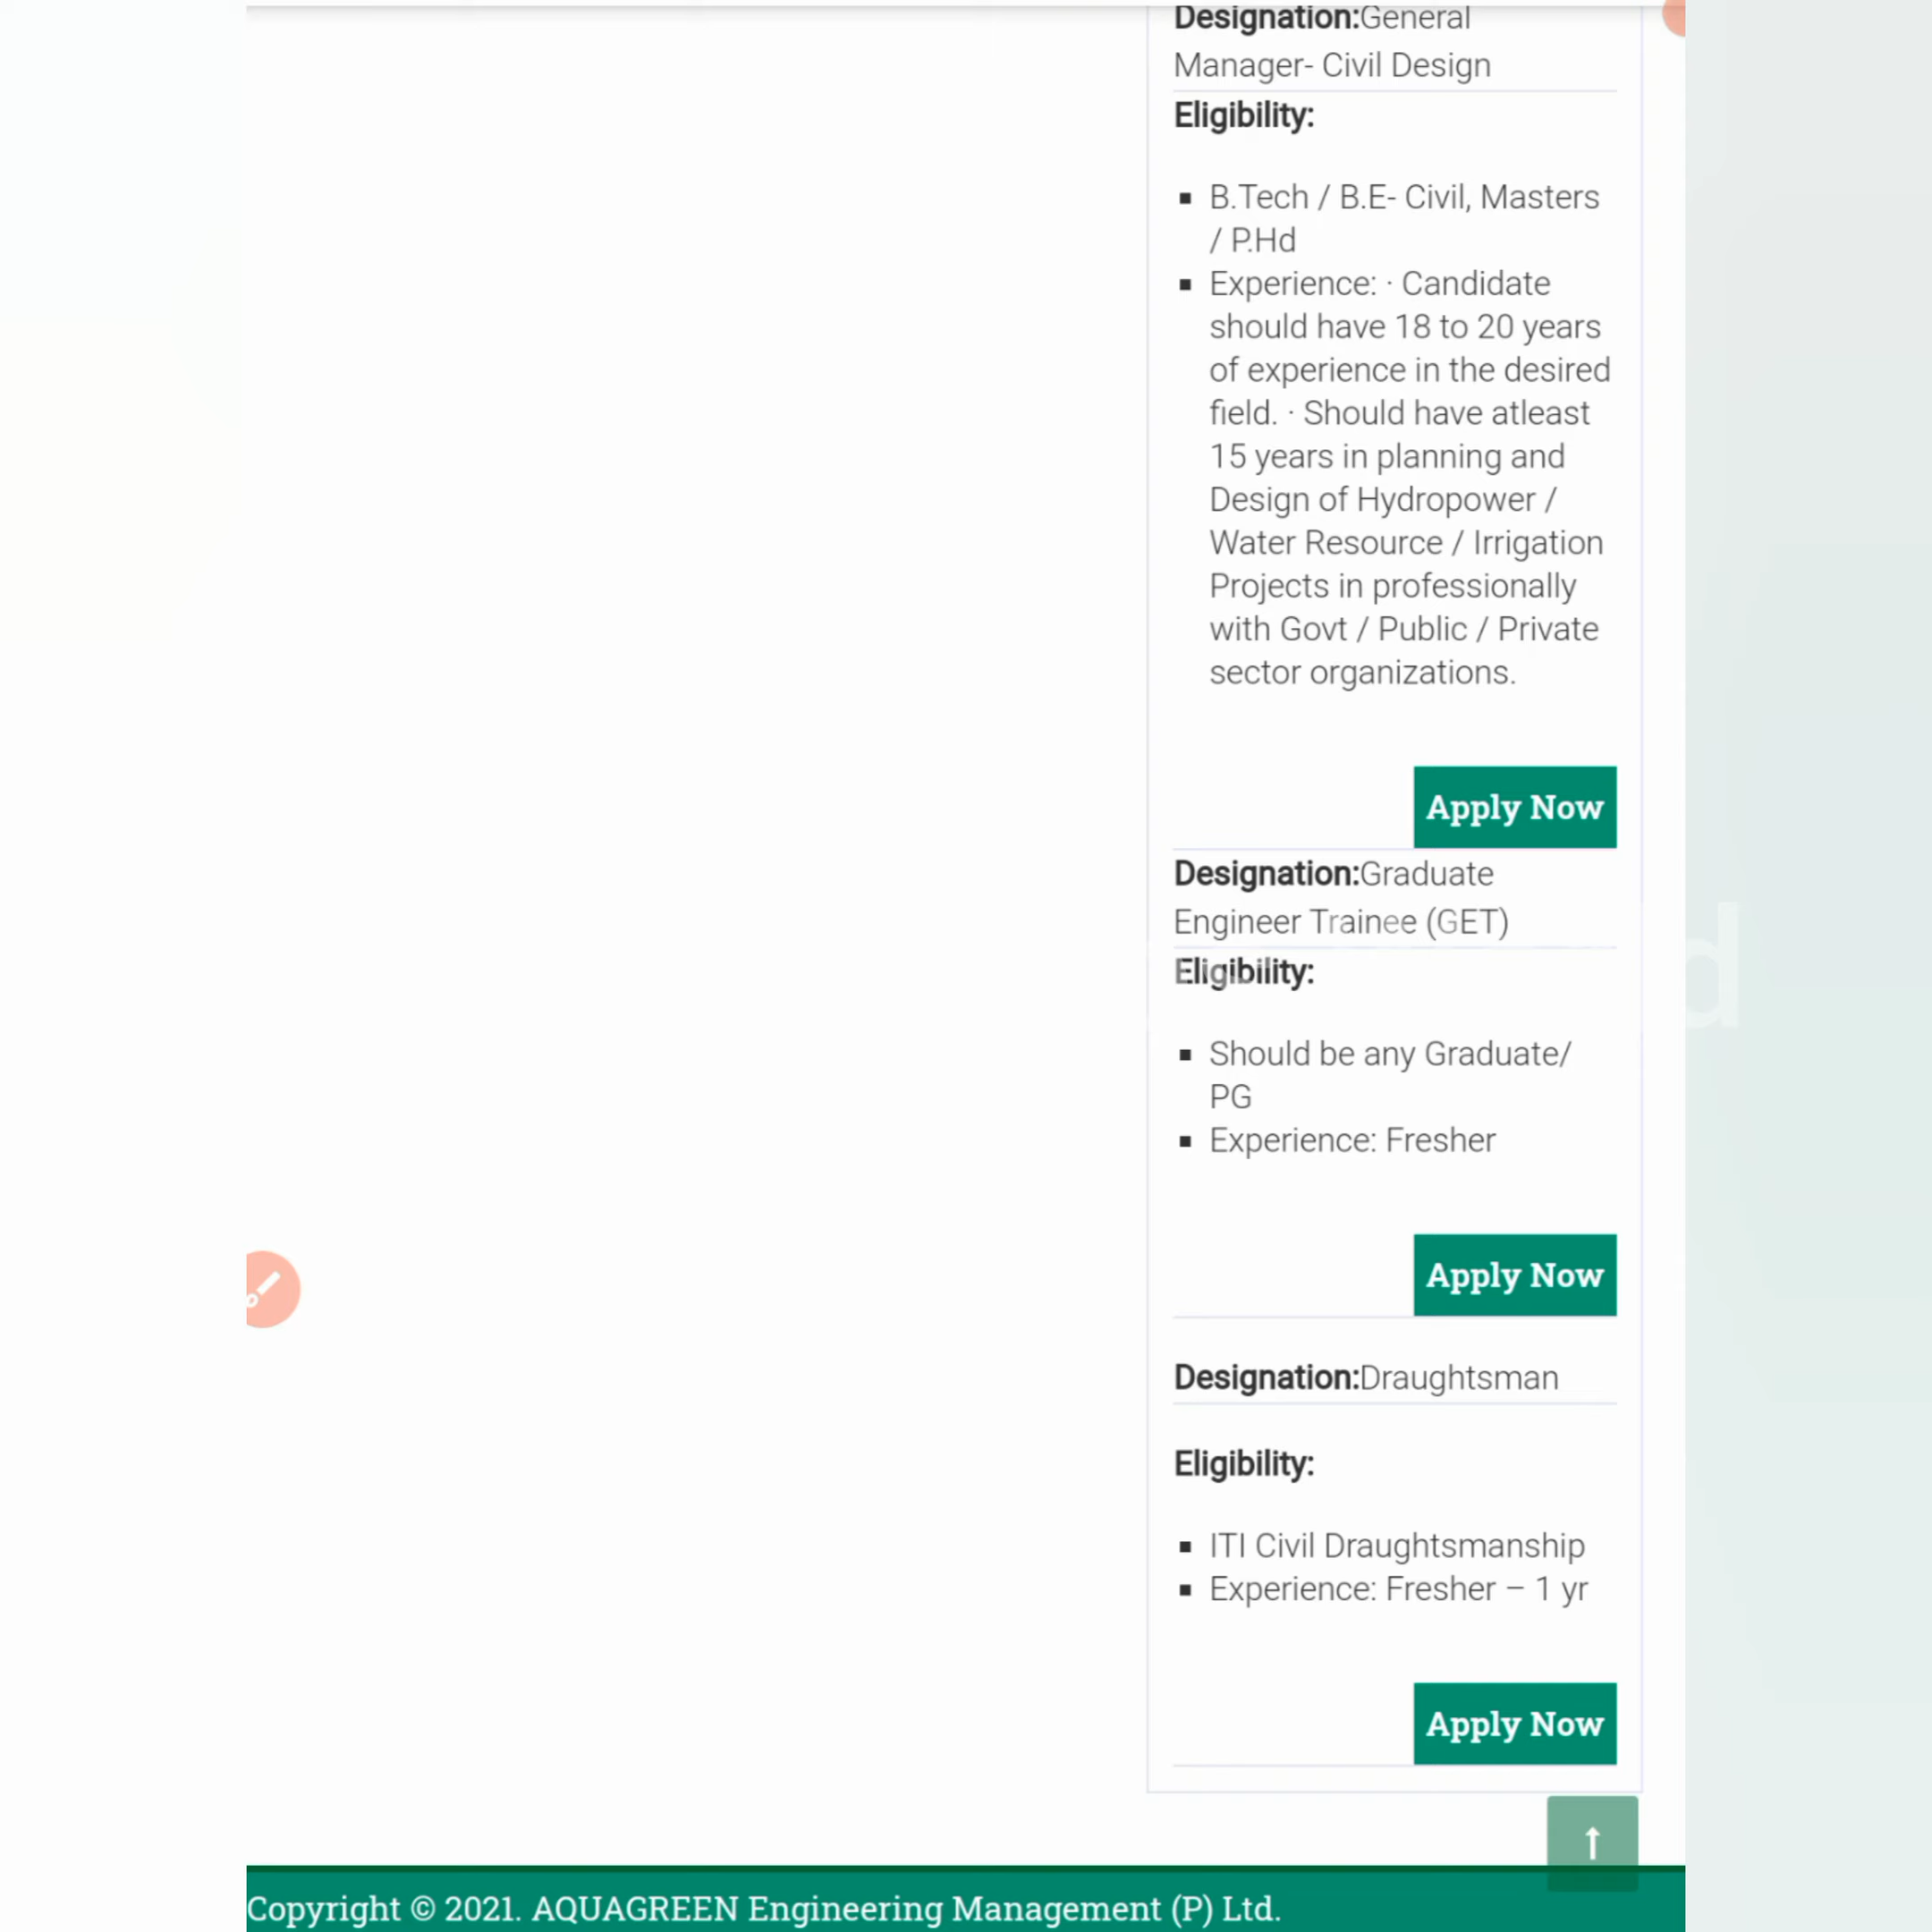 Designation:General
Manager- Civil Design
Eligibility:
B.Tech / B.E- Civil, Masters
/ P.Hd
Experience: · Candidate
should have 18 to 20 years
of experience in the desired
field. · Should have atleast
15 years in planning and
Design of Hydropower /
Water Resource / Irrigation
Projects in professionally
with Govt / Public / Private
sector organizations.
Apply Now
Designation:Graduate
Engineer Trainee (GET)
Eligibility:
Should be any Graduate/
PG
Experience: Fresher
Apply Now
Designation:Draughtsman
Eligibility:
ITI Civil Draughtsmanship
Experience: Fresher – 1 yr
Apply Now
Copyright © 2021. AQUAGREEN Engineering Management (P) Ltd.